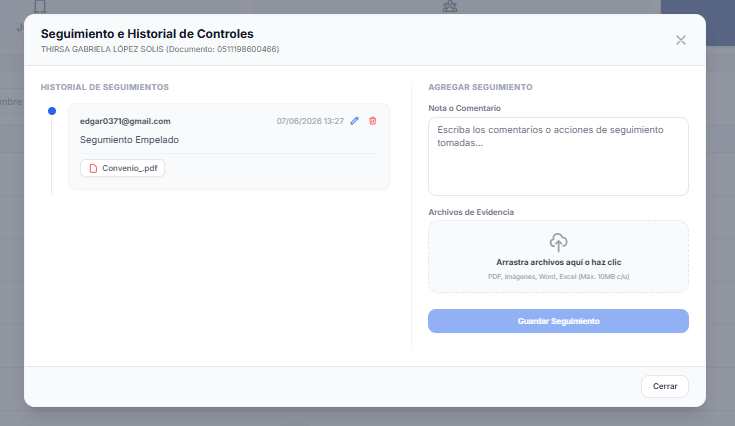 Seguimiento e Historial de Controles
THIRSA GABRIELA LÓPEZ SOLIS (Documento: 0511198600466)
HISTORIAL DE SEGUIMIENTOS
edgar0371@gmail.com 07/06/2026 13:27
Segumiento Empelado
Convenio_.pdf
AGREGAR SEGUIMIENTO
Nota o Comentario
Escriba los comentarios o acciones de seguimiento
tomadas...
Archivos de Evidencia
Arrastra archivos aquí o haz clic
PDF, Imágenes, Word, Excel (Máx. 10MB c/u)
Guardar Seguimiento
Cerrar